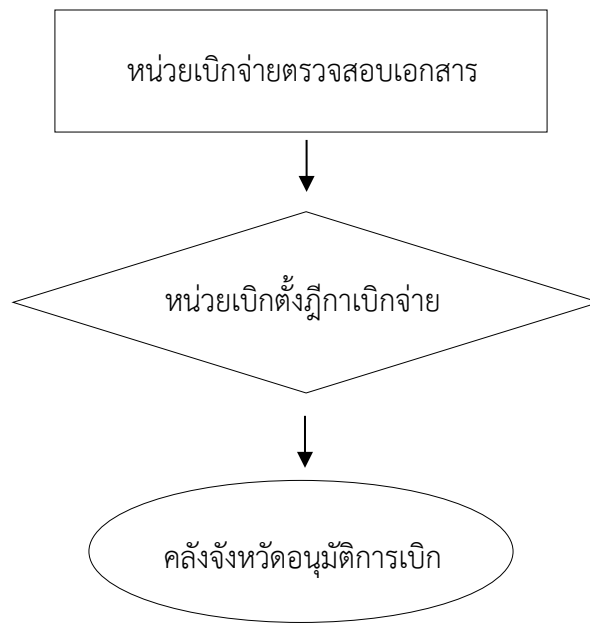 หน่วยเบิกจ่ายตรวจสอบเอกสาร
หน่วยเบิกตั้งฎีกาเบิกจ่าย
คลังจังหวัดอนุมัติการเบิก